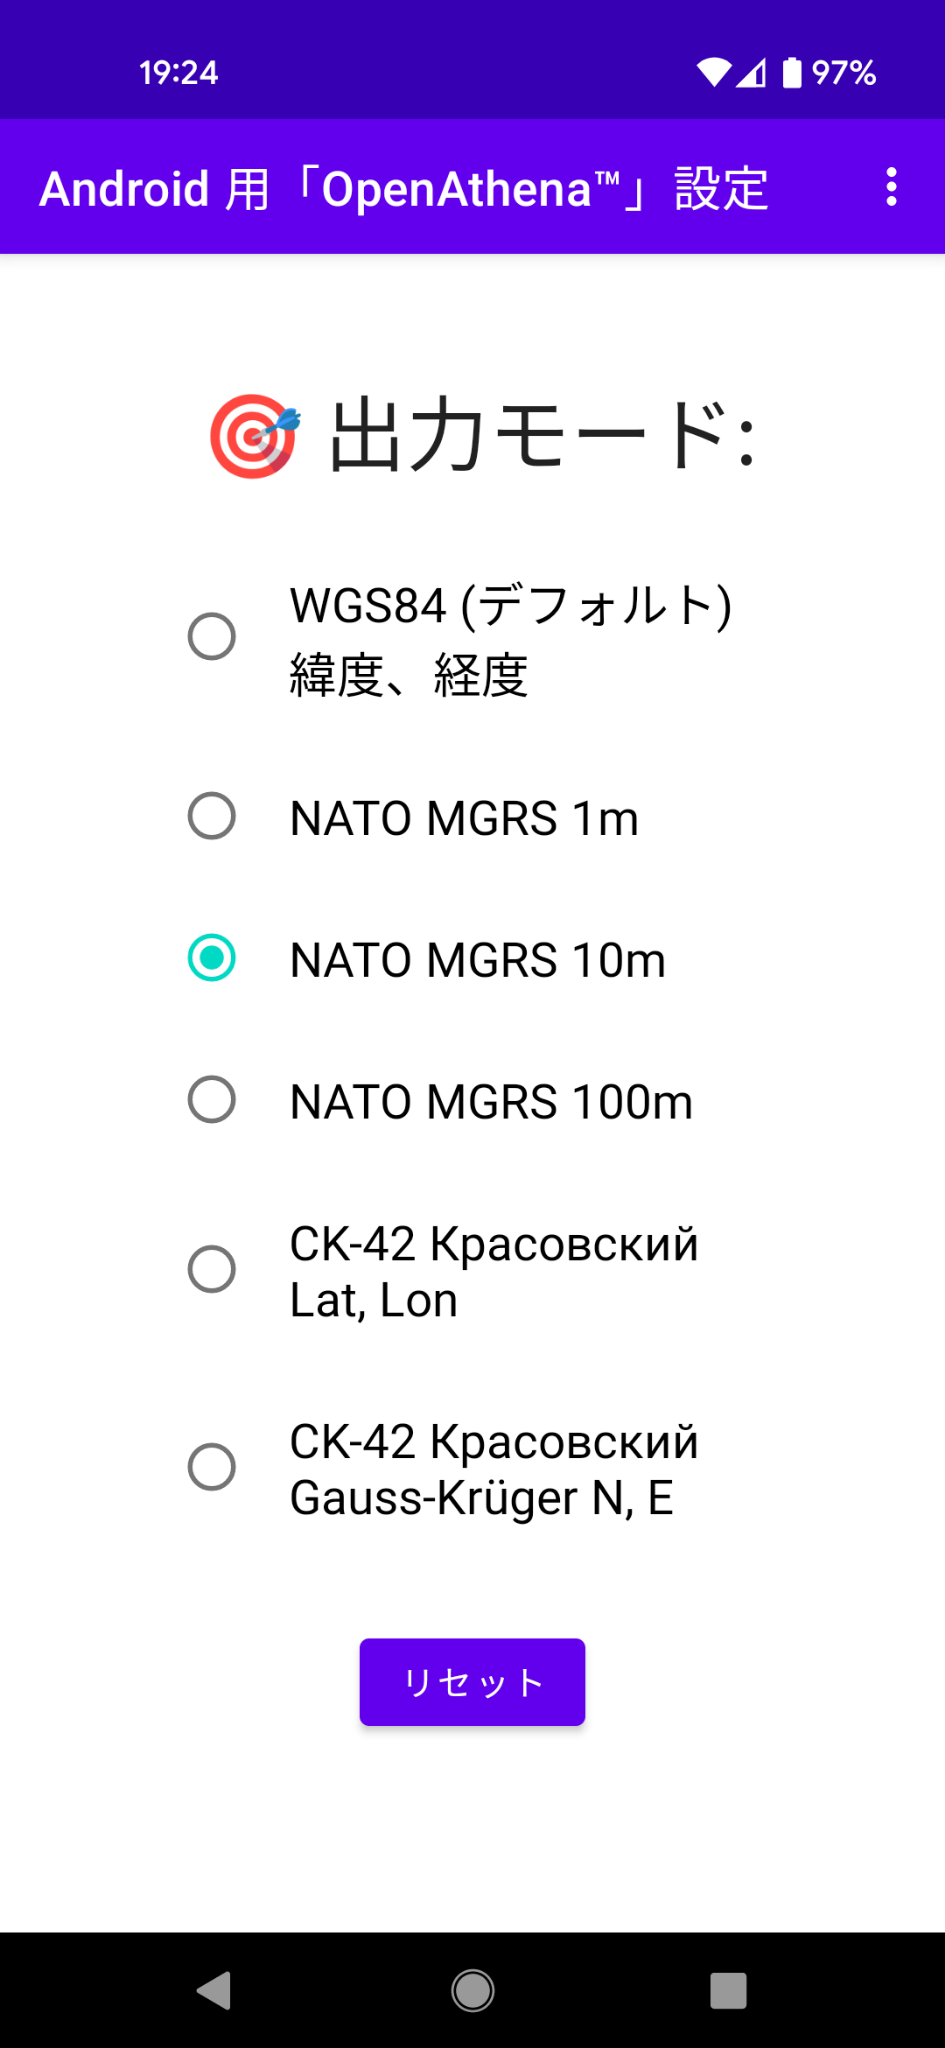 19:24
97%
Android 用「OpenAthena™」設定
🎯 出力モード:
WGS84 (デフォルト)
緯度、経度
NATO MGRS 1m
NATO MGRS 10m
NATO MGRS 100m
CK-42 Красовский
Lat, Lon
CK-42 Красовский
Gauss-Krüger N, E
リセット